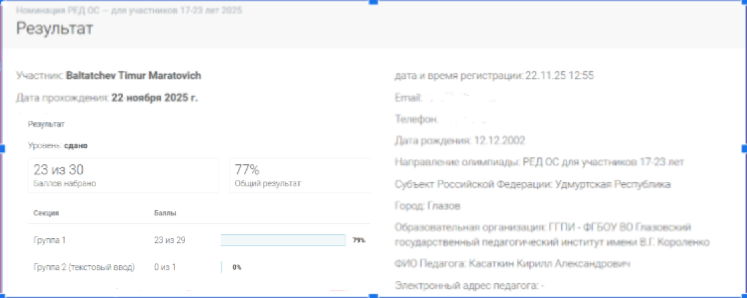 Номинация РЕД ОС — для участников 17-23 лет 2025
Результат
Участник: Baltatchev Timur Maratovich
Дата прохождения: 22 ноября 2025 г.
Результат
Уровень: сдано
23 из 30
Баллов набрано
77%
Общий результат
Секция Баллы
Группа 1 23 из 29 79%
Группа 2 (текстовый ввод) 0 из 1 0%
дата и время регистрации: 22.11.25 12:55
Email:
Телефон:
Дата рождения: 12.12.2002
Направление олимпиады: РЕД ОС для участников 17-23 лет
Субъект Российской Федерации: Удмуртская Республика
Город: Глазов
Образовательная организация: ГГПИ - ФГБОУ ВО Глазовский
государственный педагогический институт имени В.Г. Короленко
ФИО Педагога: Касаткин Кирилл Александрович
Электронный адрес педагога: -